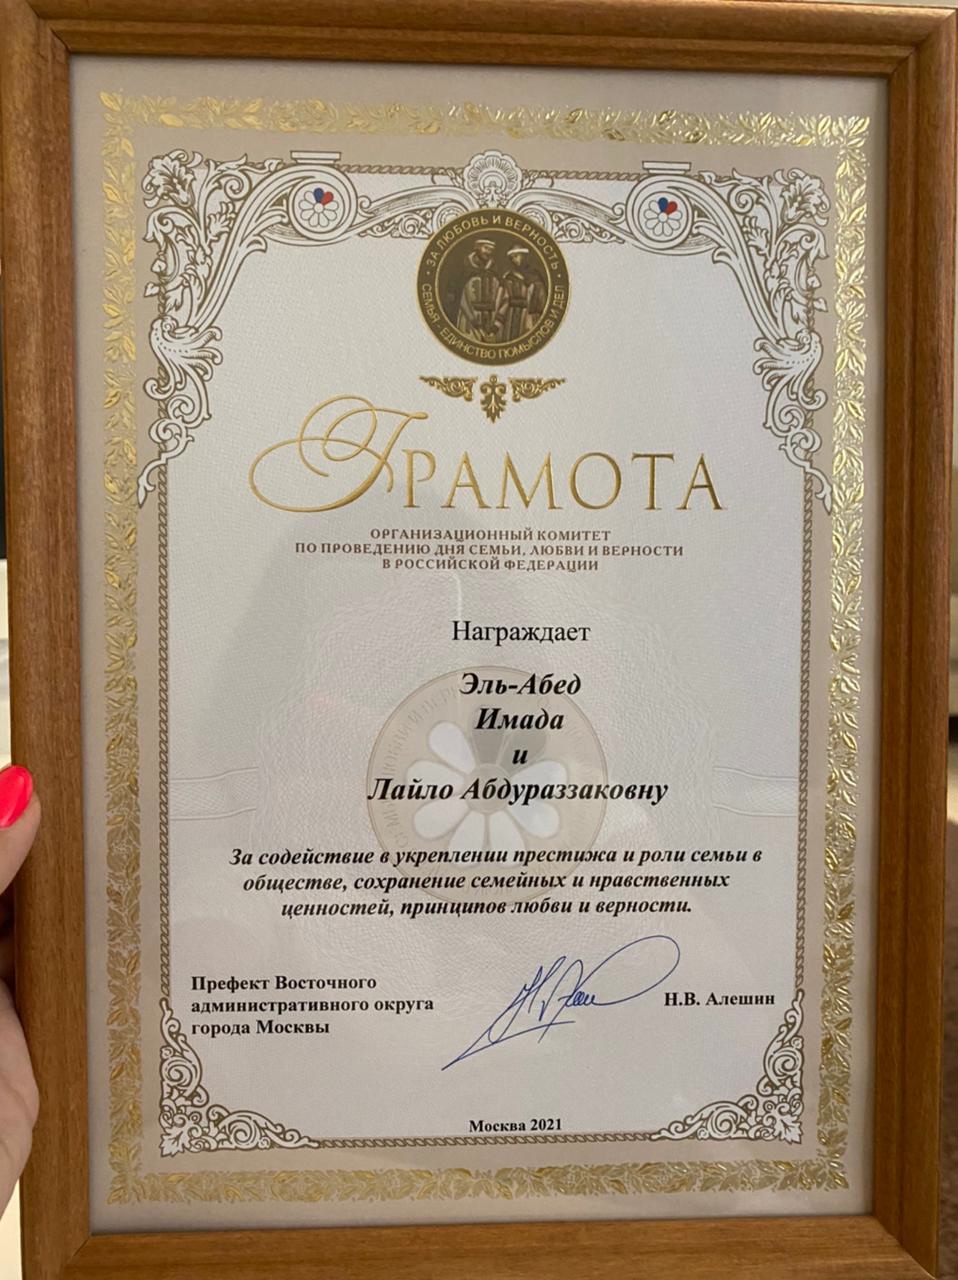 ЗА ЛЮБОВЬ И ВЕРНОСТЬ
СЕМЬЯ · ЕДИНСТВО ПОМЫСЛОВ И ДЕЛ
ГРАМОТА
ОРГАНИЗАЦИОННЫЙ КОМИТЕТ
ПО ПРОВЕДЕНИЮ ДНЯ СЕМЬИ, ЛЮБВИ И ВЕРНОСТИ
В РОССИЙСКОЙ ФЕДЕРАЦИИ
Награждает
Эль-Абед
Имада
и
Лайло Абдураззаковну
За содействие в укреплении престижа и роли семьи в
обществе, сохранение семейных и нравственных
ценностей, принципов любви и верности.
Префект Восточного
административного округа
города Москвы
Н.В. Алешин
Москва 2021